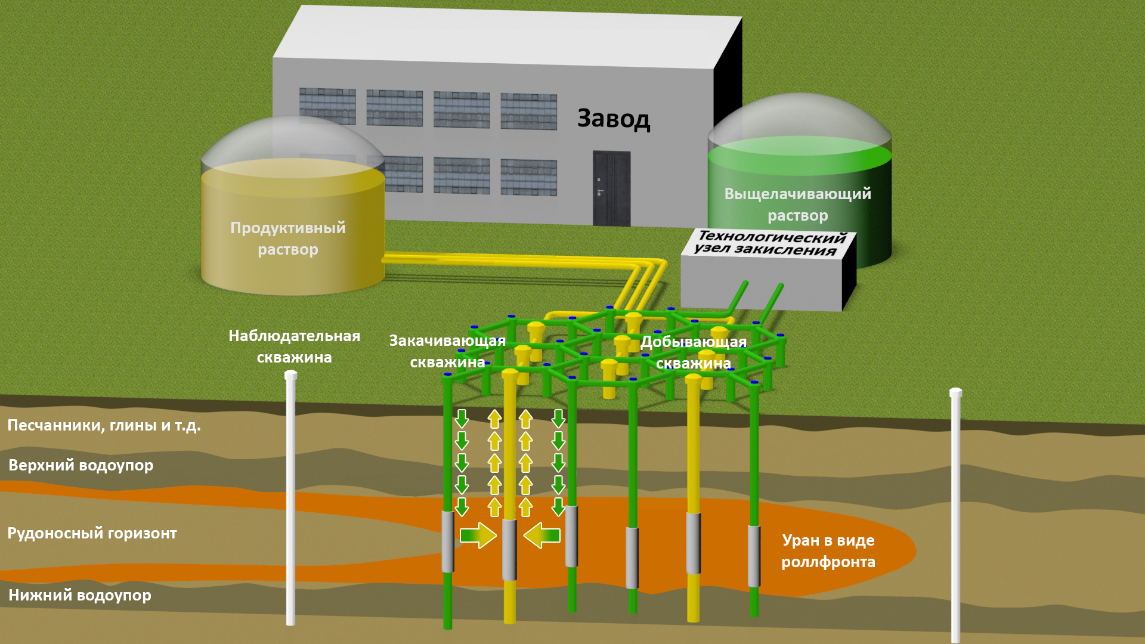 Завод
Выщелачивающий
раствор
Продуктивный
раствор
Технологический
узел закисления
Наблюдательная
скважина
Закачивающая
скважина
Добывающая
скважина
Песчанники, глины и т.д.
Верхний водоупор
Рудоносный горизонт
Уран в виде
роллфронта
Нижний водоупор